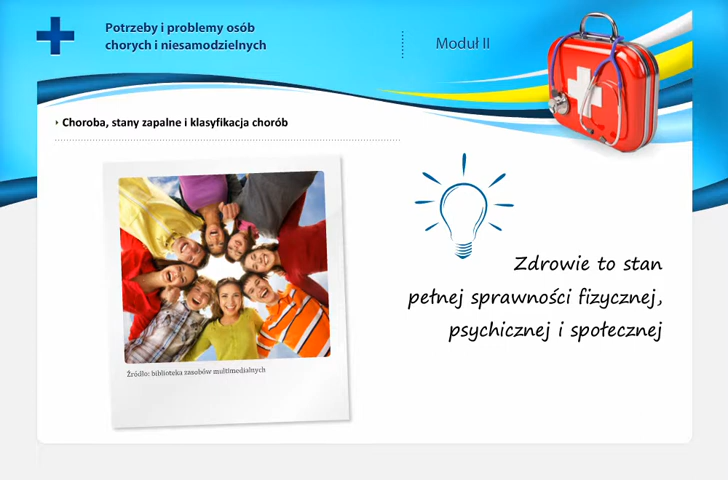 Potrzeby i problemy osób
chorych i niesamodzielnych
Moduł II
Choroba, stany zapalne i klasyfikacja chorób
Zdrowie to stan
pełnej sprawności fizycznej,
psychicznej i społecznej
Źródło: biblioteka zasobów multimedialnych